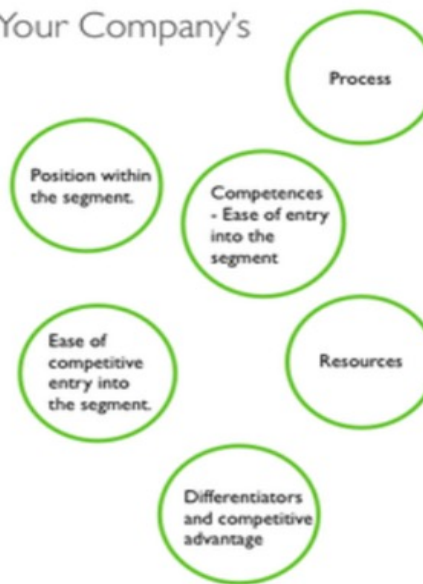 Your Company's
Process
Position within
the segment.
Competences
- Ease of entry
into the
segment
Ease of
competitive
entry into
the segment.
Resources
Differentiators
and competitive
advantage